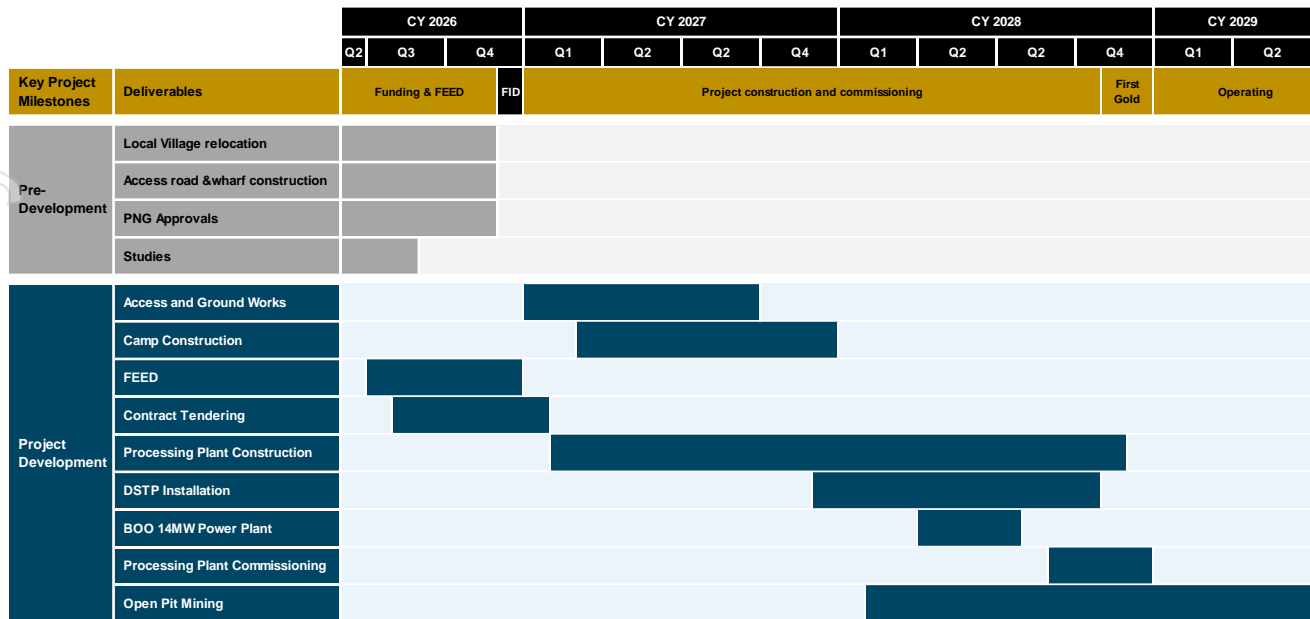 CY 2026 CY 2027 CY 2028 CY 2029
Q2 Q3 Q4 Q1 Q2 Q2 Q4 Q1 Q2 Q2 Q4 Q1 Q2
Key Project
Milestones
Deliverables
Funding & FEED
FID
Project construction and commissioning
First
Gold
Operating
Pre-
Development
Local Village relocation
Access road &wharf construction
PNG Approvals
Studies
Project
Development
Access and Ground Works
Camp Construction
FEED
Contract Tendering
Processing Plant Construction
DSTP Installation
BOO 14MW Power Plant
Processing Plant Commissioning
Open Pit Mining